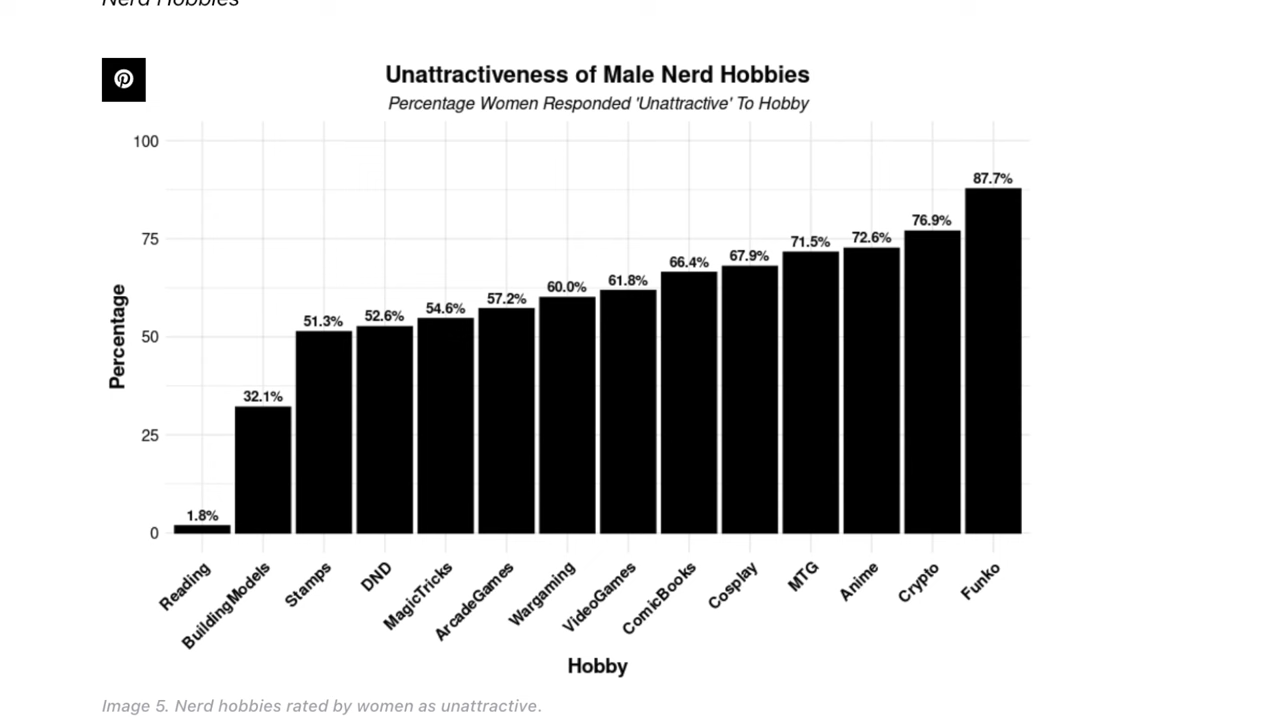 Nerd Hobbies
Unattractiveness of Male Nerd Hobbies
Percentage Women Responded 'Unattractive' To Hobby
100
75
50
25
0
Percentage
1.8%
32.1%
51.3%
52.6%
54.6%
57.2%
60.0%
61.8%
66.4%
67.9%
71.5%
72.6%
76.9%
87.7%
Reading
BuildingModels
Stamps
DND
MagicTricks
ArcadeGames
Wargaming
VideoGames
ComicBooks
Cosplay
MTG
Anime
Crypto
Funko
Hobby
Image 5. Nerd hobbies rated by women as unattractive.